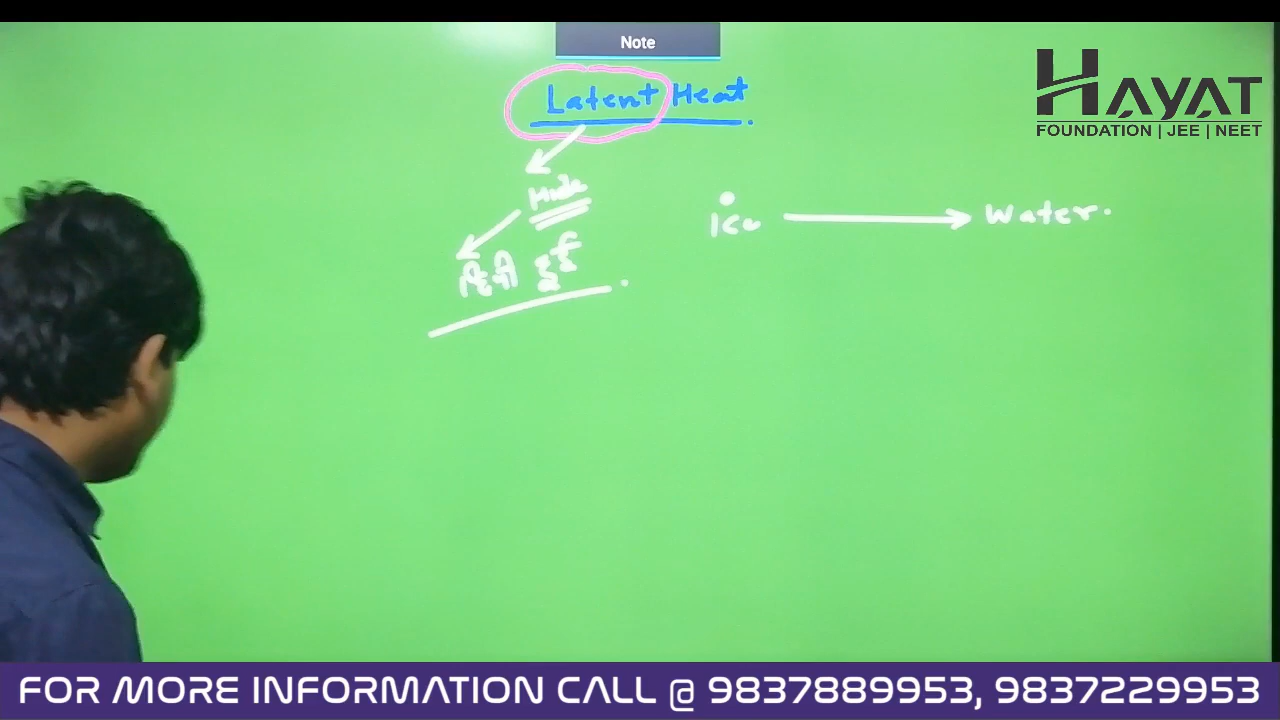 Note
Latent Heat
HAYAT
FOUNDATION | JEE | NEET
Hide
ice → Water.
FOR MORE INFORMATION CALL @ 9837889953, 9837229953